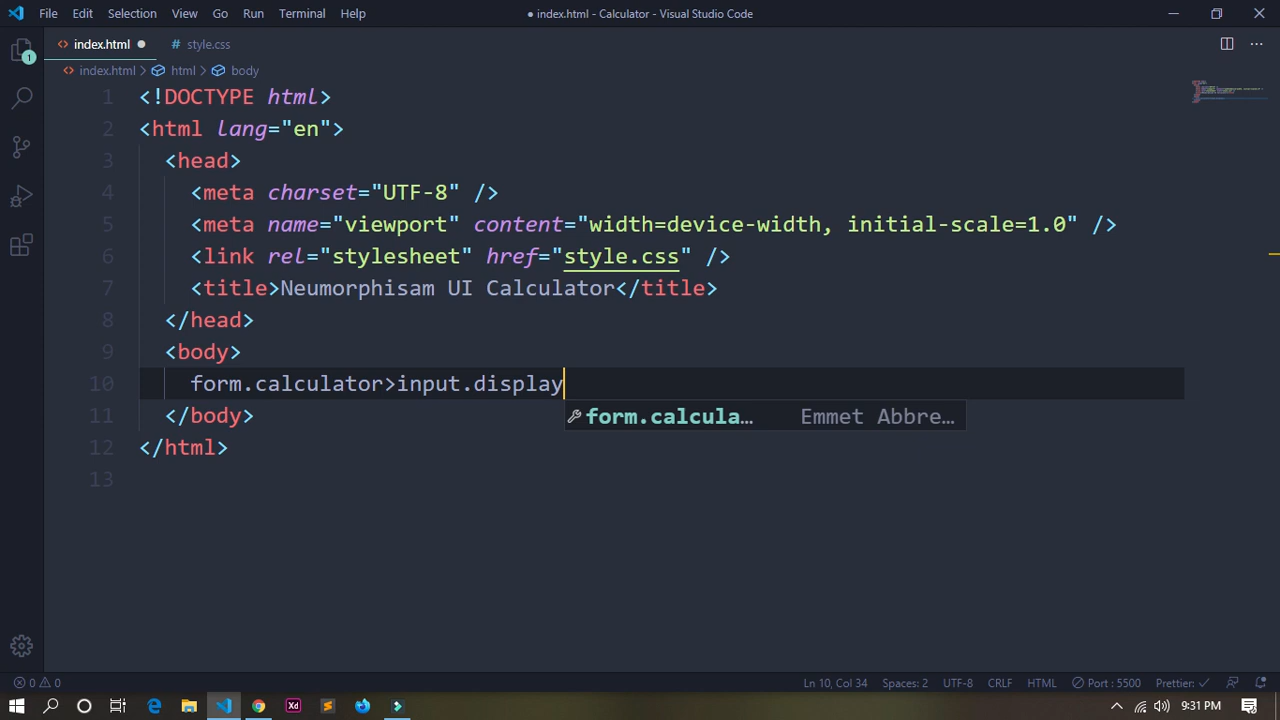 File Edit Selection View Go Run Terminal Help ● index.html - Calculator - Visual Studio Code
<> index.html ● # style.css
<> index.html > html > body
1 <!DOCTYPE html>
2 <html lang="en">
3 <head>
4 <meta charset="UTF-8" />
5 <meta name="viewport" content="width=device-width, initial-scale=1.0" />
6 <link rel="stylesheet" href="style.css" />
7 <title>Neumorphisam UI Calculator</title>
8 </head>
9 <body>
10 form.calculator>input.display
11 </body>
form.calcula… Emmet Abbre…
12 </html>
13
1
0 0 Ln 10, Col 34 Spaces: 2 UTF-8 CRLF HTML Port : 5500 Prettier: ✓
Xd 9:31 PM